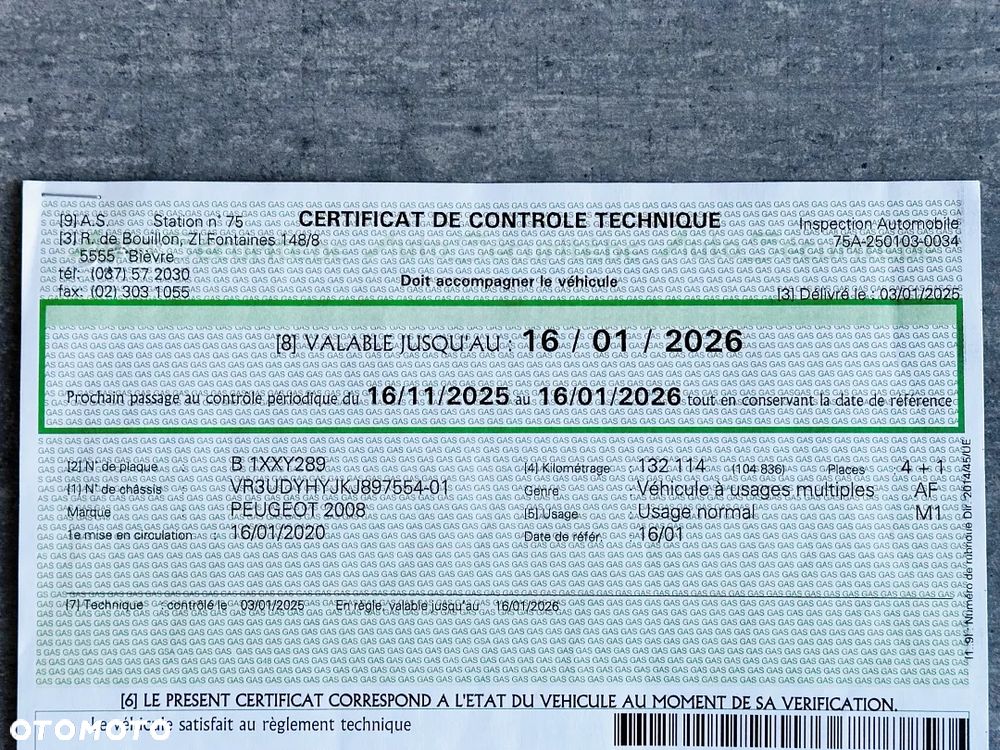 [9] A.S. Station n° 75 CERTIFICAT DE CONTROLE TECHNIQUE Inspection Automobile
[3] R. de Bouillon, ZI Fontaines 148/8 75A-250103-0034
5555 Bièvre
tél: (087) 57 2030 Doit accompagner le véhicule
fax: (02) 303 1055 [3] Délivré le : 03/01/2025
[8] VALABLE JUSQU'AU : 16 / 01 / 2026
Prochain passage au contrôle périodique du 16/11/2025 au 16/01/2026 tout en conservant la date de référence
[2] N° de plaque : B 1XXY289 [4] Kilométrage : 132 114 (104 836) Places : 4 + 1
[1] N° de châssis VR3UDYHYJKJ897554-01 Genre Véhicule à usages multiples AF
Marque PEUGEOT 2008 [5] Usage Usage normal M1
1e mise en circulation : 16/01/2020 Date de référ. 16/01
[7] Technique : contrôlé le 03/01/2025 En règle, valable jusqu'au 16/01/2026
[6] LE PRESENT CERTIFICAT CORRESPOND A L'ETAT DU VEHICULE AU MOMENT DE SA VERIFICATION.
Le véhicule satisfait au règlement technique
OTOMOTO